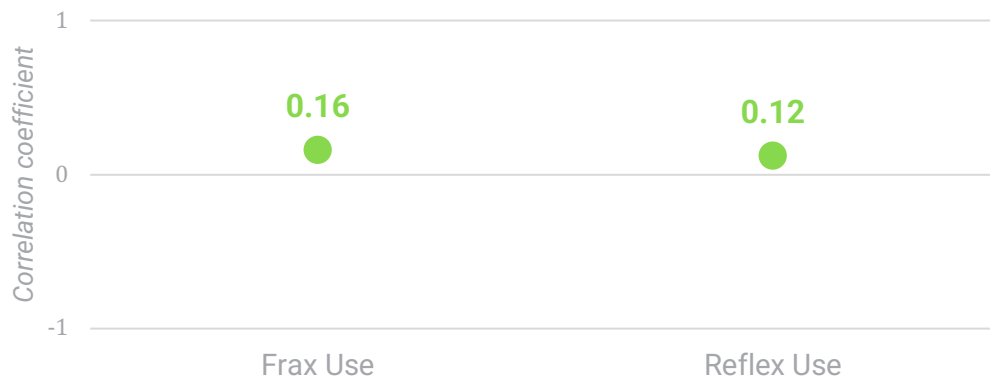 1
Correlation coefficient
0.16
0.12
0
-1
Frax Use
Reflex Use